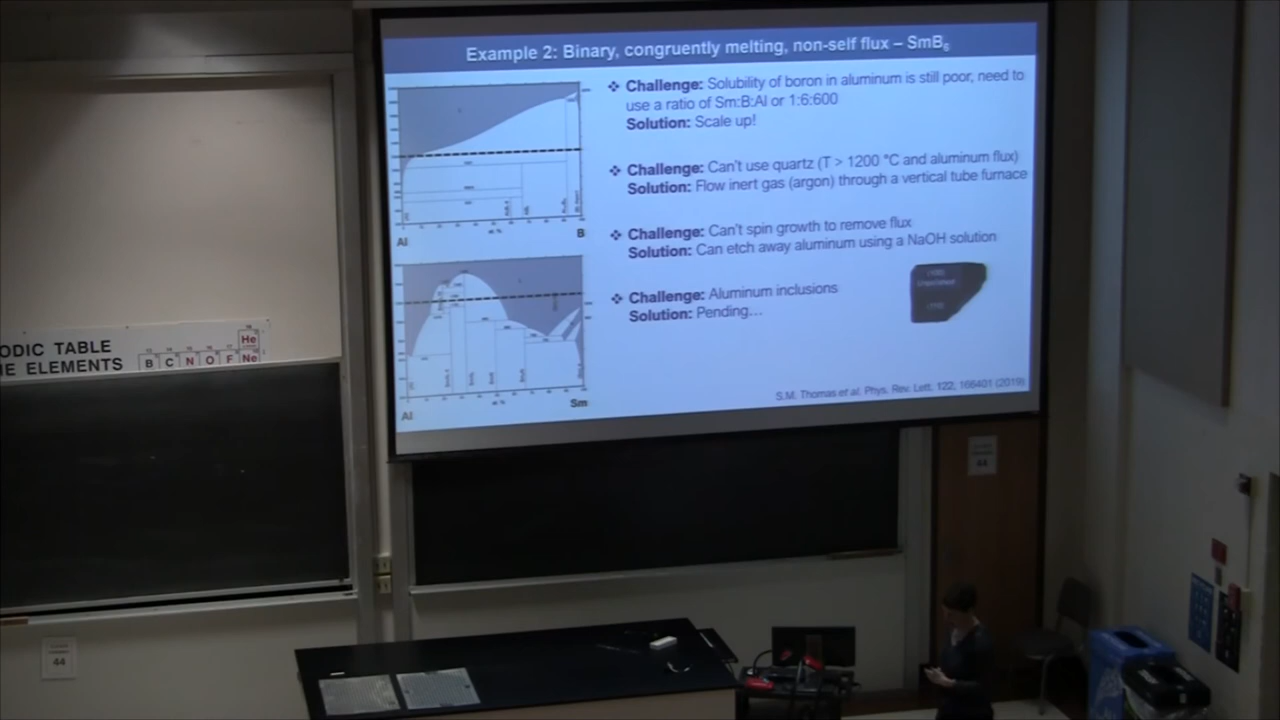 Example 2: Binary, congruently melting, non-self flux – SmB6
❖ Challenge: Solubility of boron in aluminum is still poor, need to
use a ratio of Sm:B:Al or 1:6:600
Solution: Scale up!
❖ Challenge: Can't use quartz (T > 1200 °C and aluminum flux)
Solution: Flow inert gas (argon) through a vertical tube furnace
❖ Challenge: Can't spin growth to remove flux
Solution: Can etch away aluminum using a NaOH solution
❖ Challenge: Aluminum inclusions
Solution: Pending…
S.M. Thomas et al. Phys. Rev. Lett. 122, 166401 (2019)
Al
B
Al
Sm
ODIC TABLE
E ELEMENTS
B C N O F Ne
He
44
44